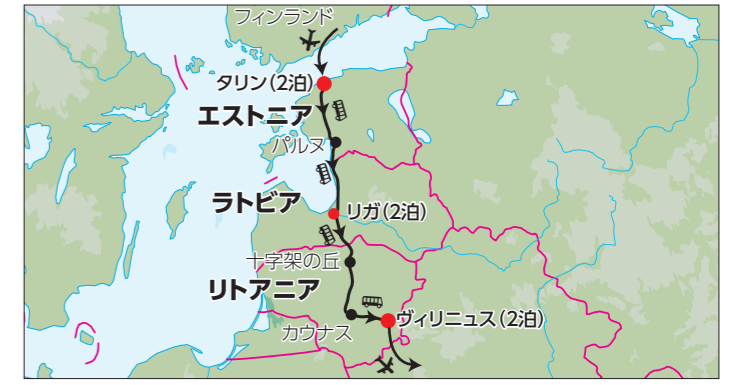 フィンランド
タリン(2泊)
エストニア
パルヌ
ラトビア
リガ(2泊)
十字架の丘
リトアニア
カウナス
ヴィリニュス(2泊)